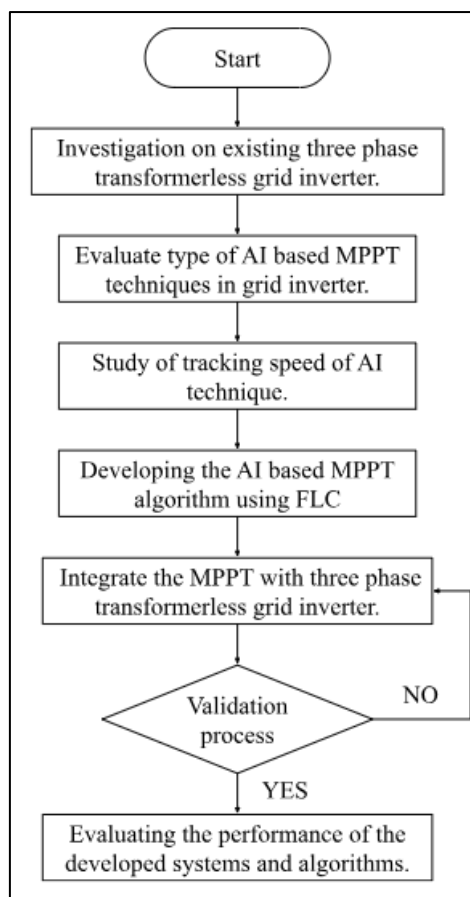 Start
Investigation on existing three phase
transformerless grid inverter.
Evaluate type of AI based MPPT
techniques in grid inverter.
Study of tracking speed of AI
technique.
Developing the AI based MPPT
algorithm using FLC
Integrate the MPPT with three phase
transformerless grid inverter.
Validation
process
NO
YES
Evaluating the performance of the
developed systems and algorithms.